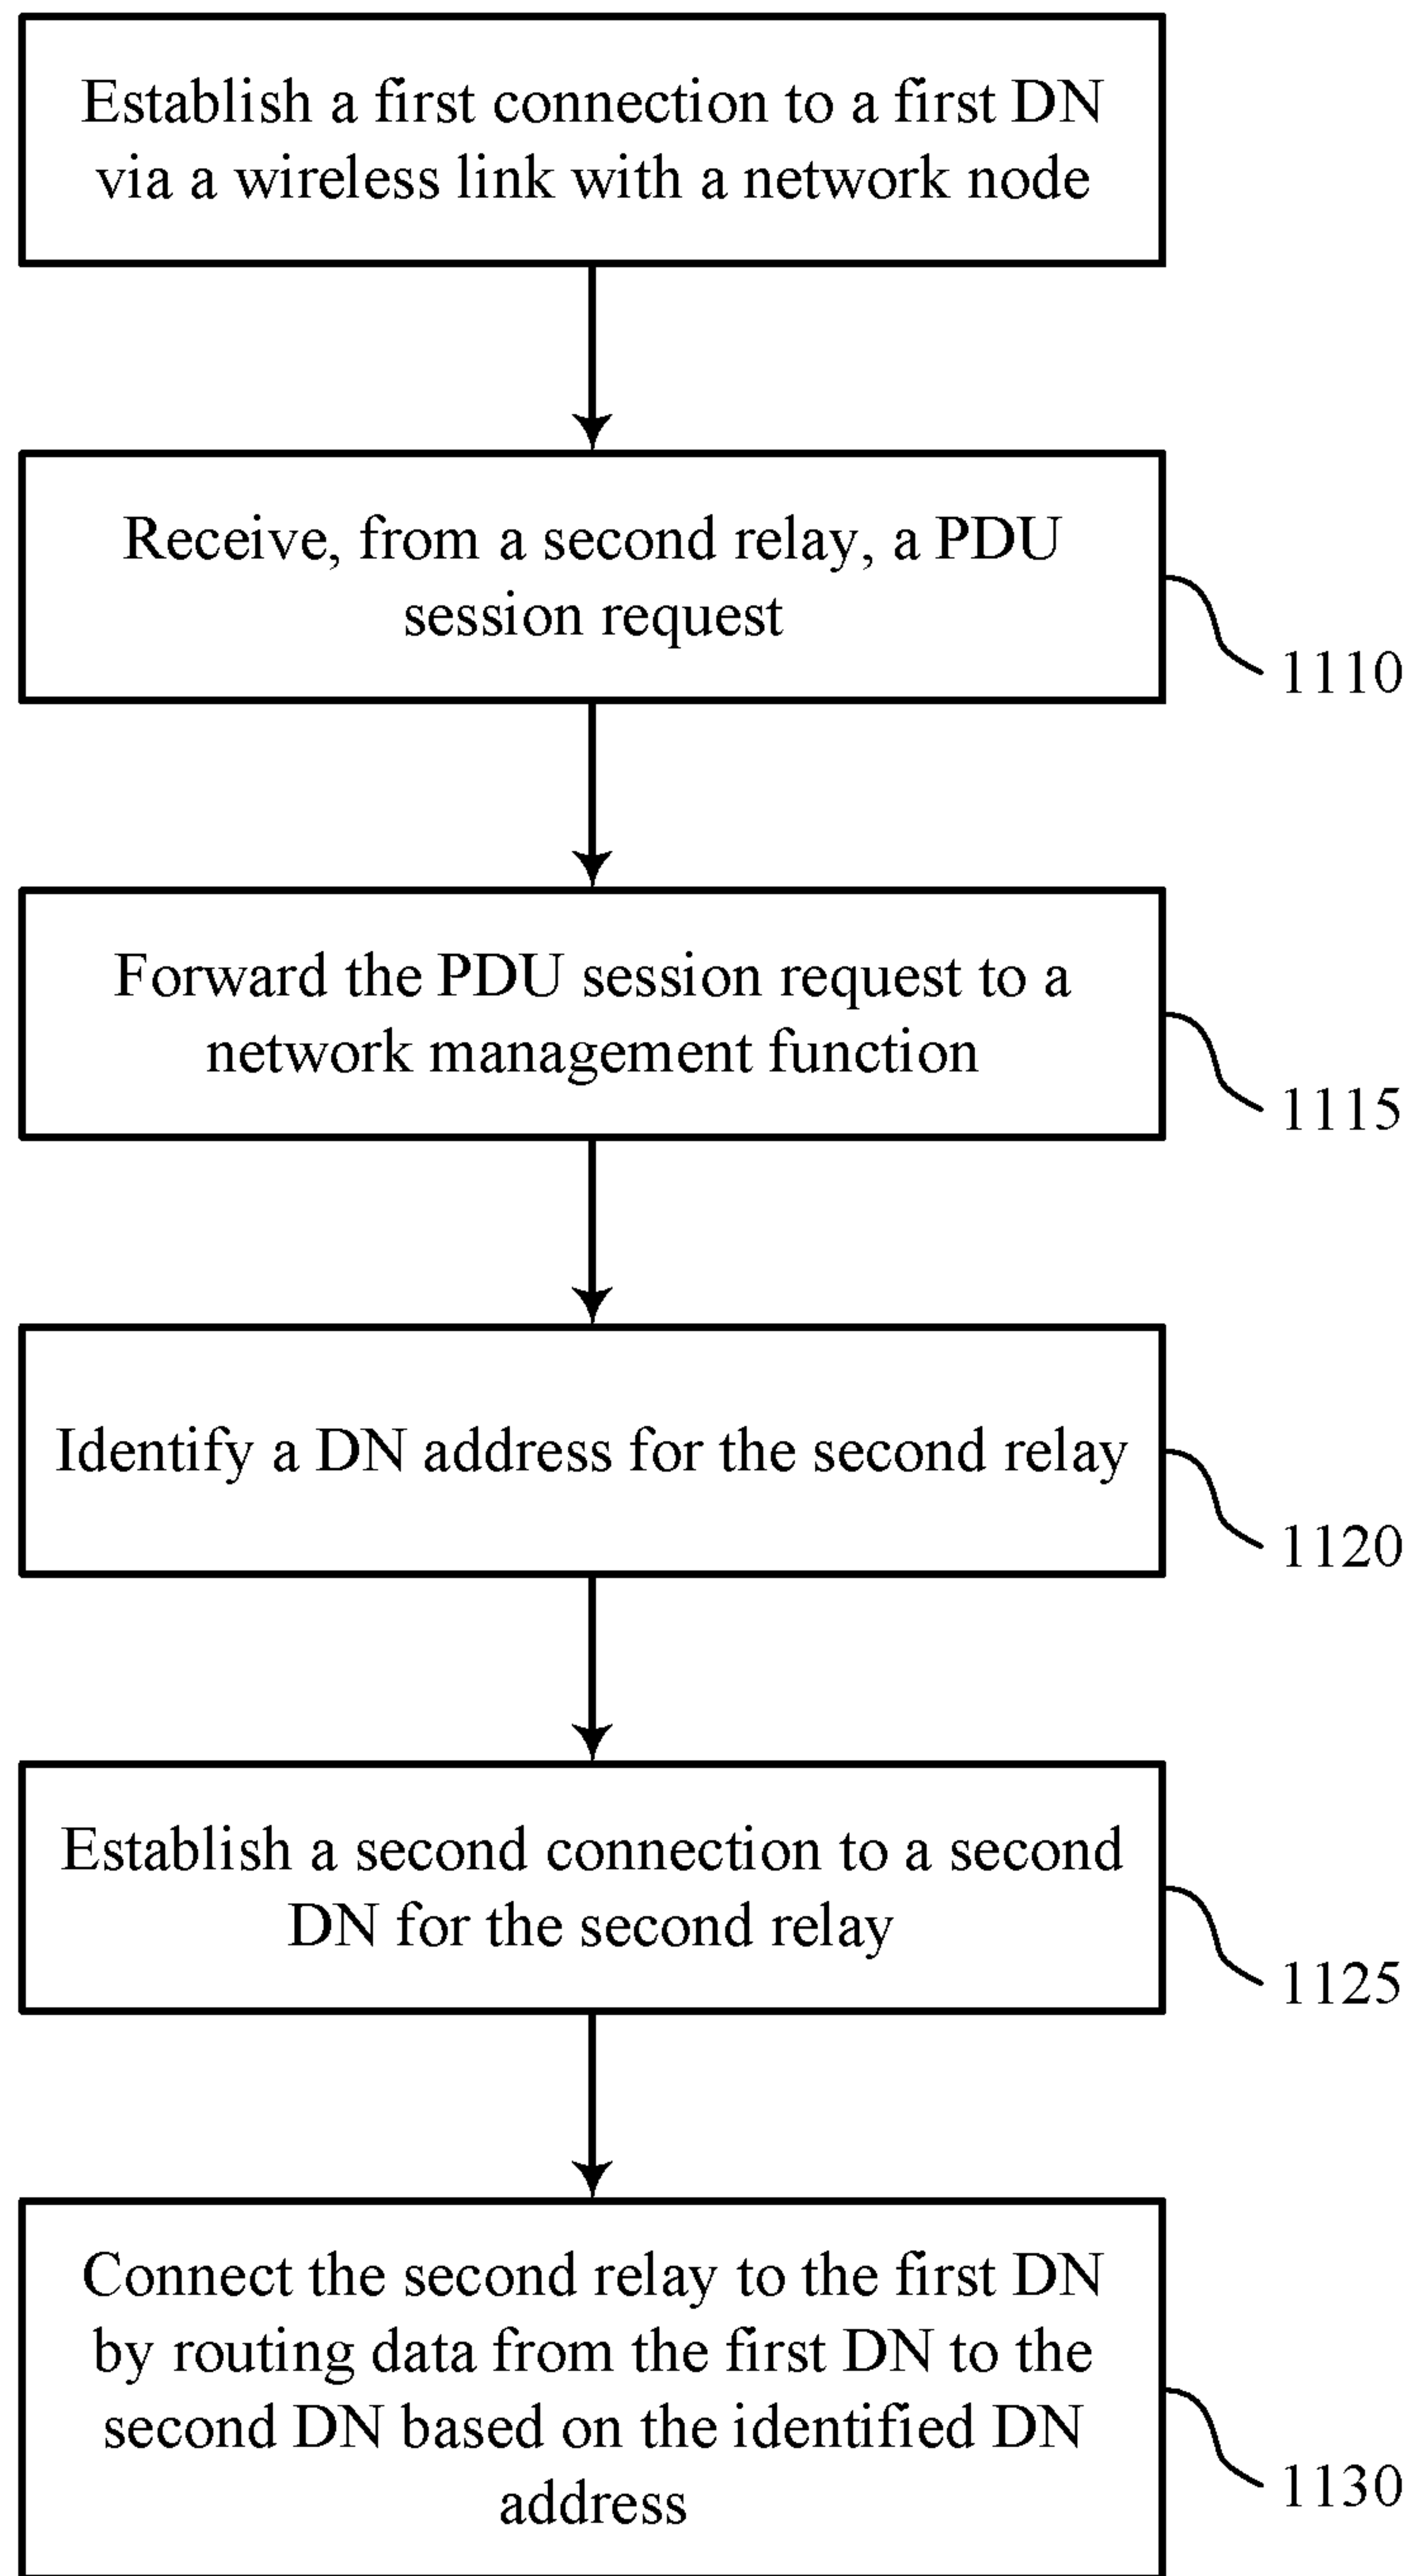 Establish a first connection to a first DN
via a wireless link with a network node
Receive, from a second relay, a PDU
session request
1110
Forward the PDU session request to a
network management function
1115
Identify a DN address for the second relay
1120
Establish a second connection to a second
DN for the second relay
1125
Connect the second relay to the first DN
by routing data from the first DN to the
second DN based on the identified DN
address
1130